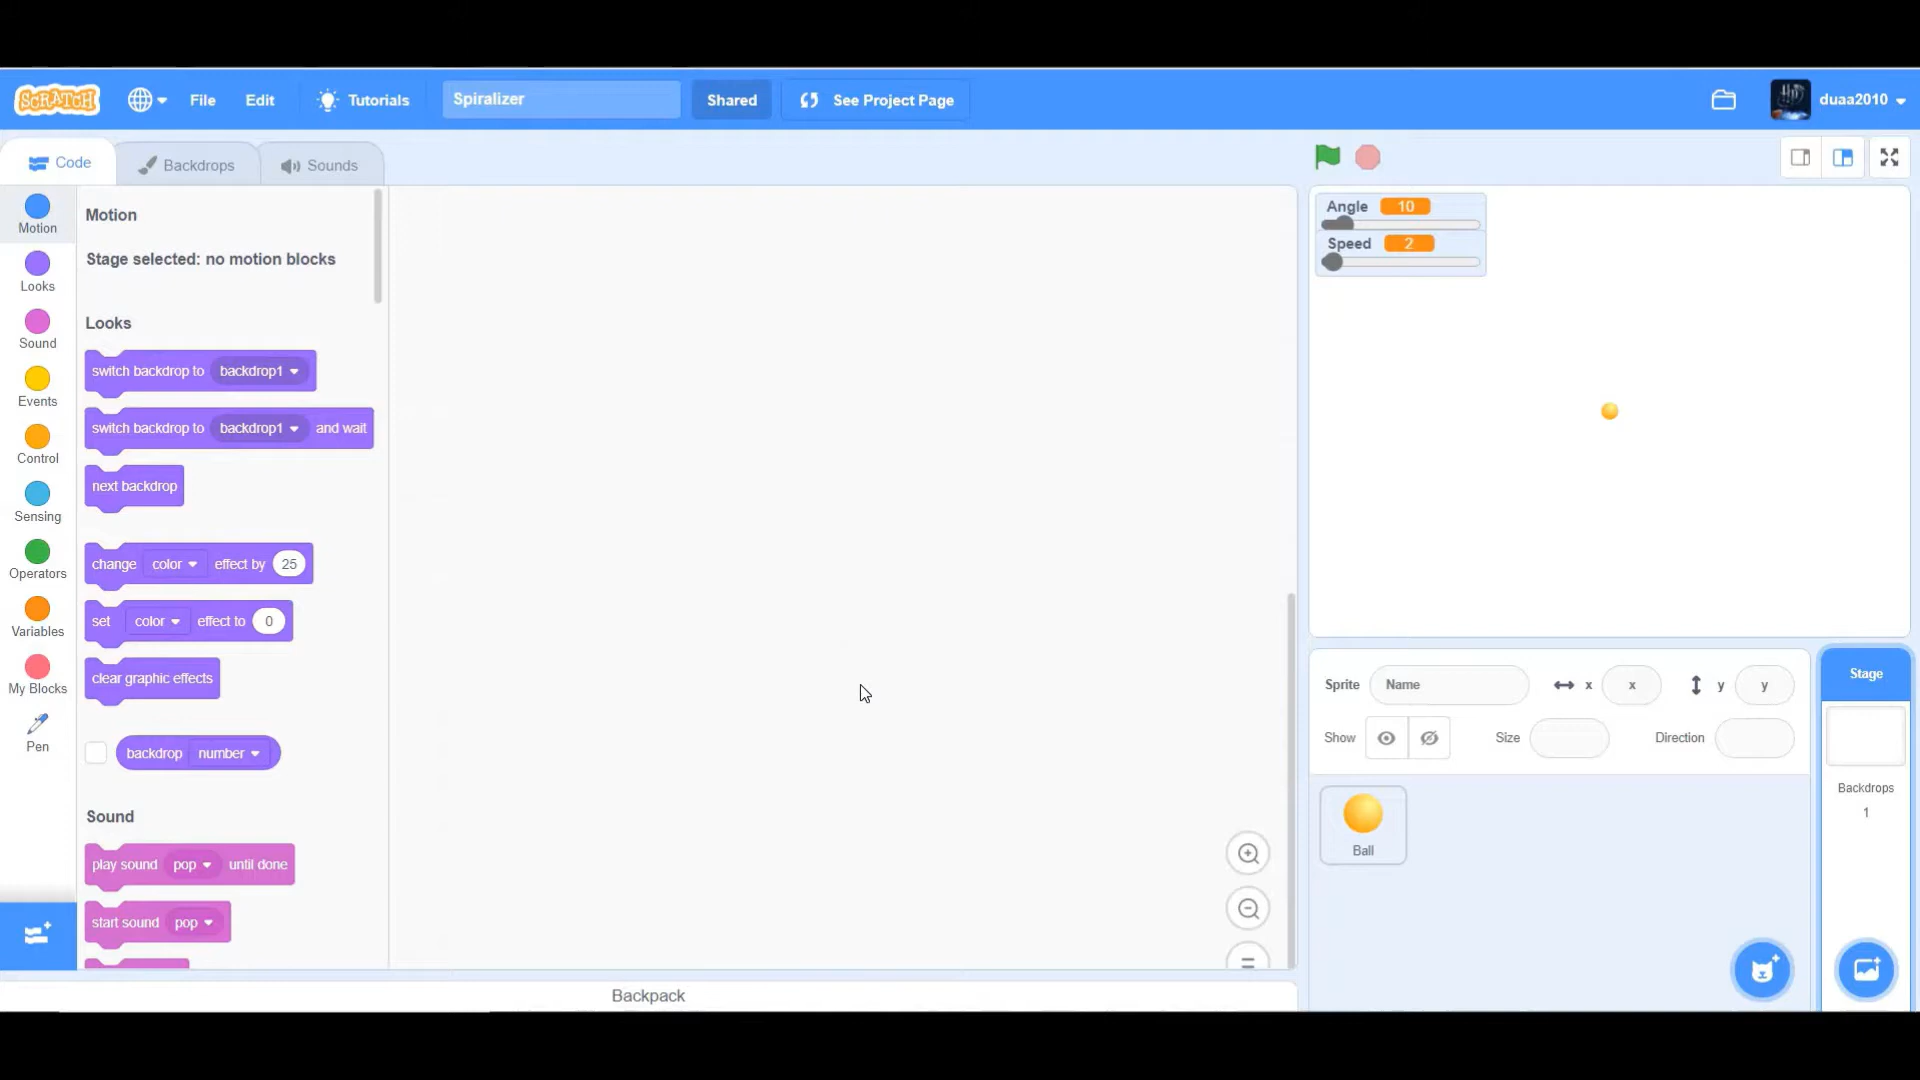 SCRATCH File Edit Tutorials Spiralizer Shared See Project Page duaa2010
Code Backdrops Sounds
Motion
Looks
Sound
Events
Control
Sensing
Operators
Variables
My Blocks
Pen
Motion
Stage selected: no motion blocks
Looks
switch backdrop to backdrop1
switch backdrop to backdrop1 and wait
next backdrop
change color effect by 25
set color effect to 0
clear graphic effects
backdrop number
Sound
play sound pop until done
start sound pop
Backpack
Angle 10
Speed 2
Sprite Name x x y y
Show Size Direction
Ball
Stage
Backdrops
1